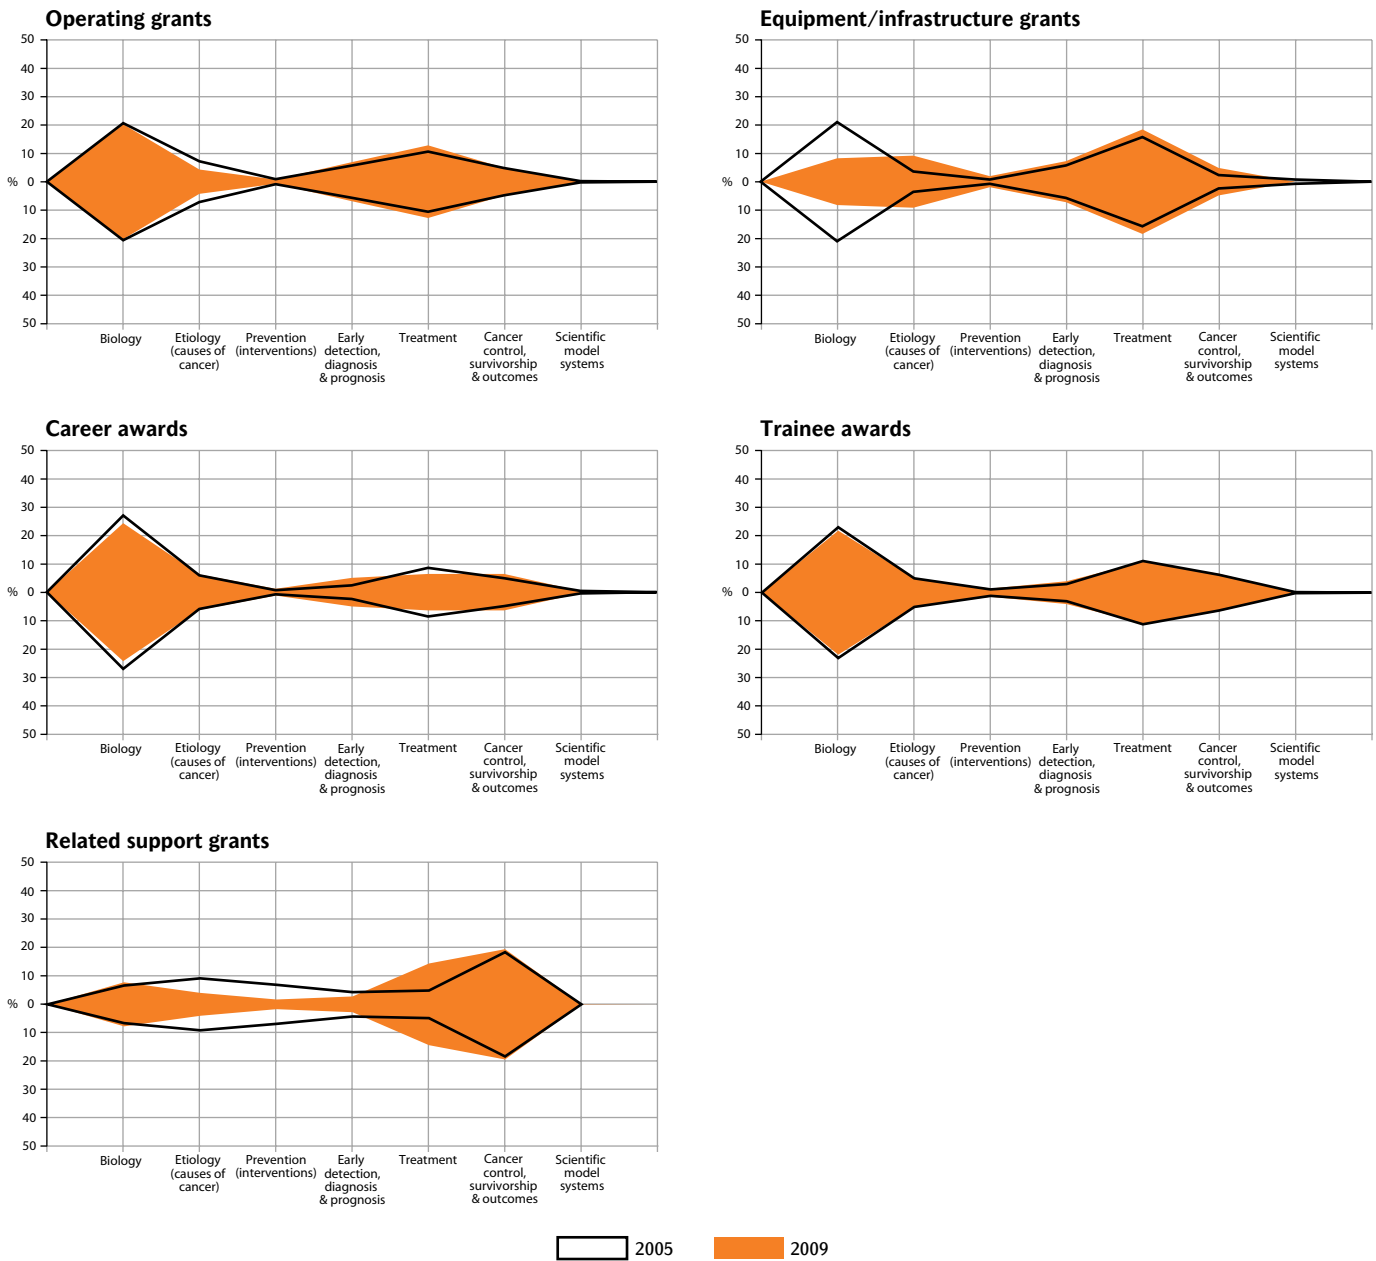 Operating grants
50
40
30
20
10
% 0
10
20
30
40
50
Biology
Etiology
(causes of
cancer)
Prevention
(interventions)
Early
detection,
diagnosis
& prognosis
Treatment
Cancer
control,
survivorship
& outcomes
Scientific
model
systems
Equipment/infrastructure grants
50
40
30
20
10
% 0
10
20
30
40
50
Biology
Etiology
(causes of
cancer)
Prevention
(interventions)
Early
detection,
diagnosis
& prognosis
Treatment
Cancer
control,
survivorship
& outcomes
Scientific
model
systems
Career awards
50
40
30
20
10
% 0
10
20
30
40
50
Biology
Etiology
(causes of
cancer)
Prevention
(interventions)
Early
detection,
diagnosis
& prognosis
Treatment
Cancer
control,
survivorship
& outcomes
Scientific
model
systems
Trainee awards
50
40
30
20
10
% 0
10
20
30
40
50
Biology
Etiology
(causes of
cancer)
Prevention
(interventions)
Early
detection,
diagnosis
& prognosis
Treatment
Cancer
control,
survivorship
& outcomes
Scientific
model
systems
Related support grants
50
40
30
20
10
% 0
10
20
30
40
50
Biology
Etiology
(causes of
cancer)
Prevention
(interventions)
Early
detection,
diagnosis
& prognosis
Treatment
Cancer
control,
survivorship
& outcomes
Scientific
model
systems
2005
2009